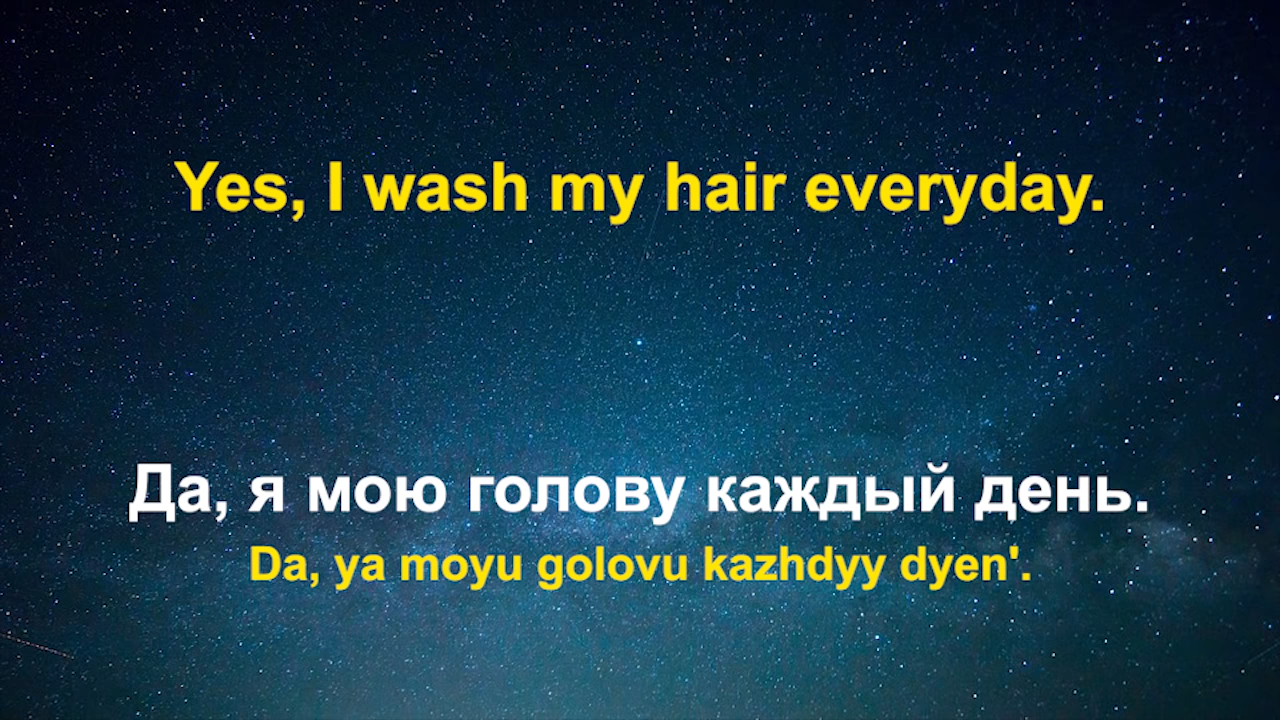 Yes, I wash my hair everyday.
Да, я мою голову каждый день.
Da, ya moyu golovu kazhdyy dyen'.